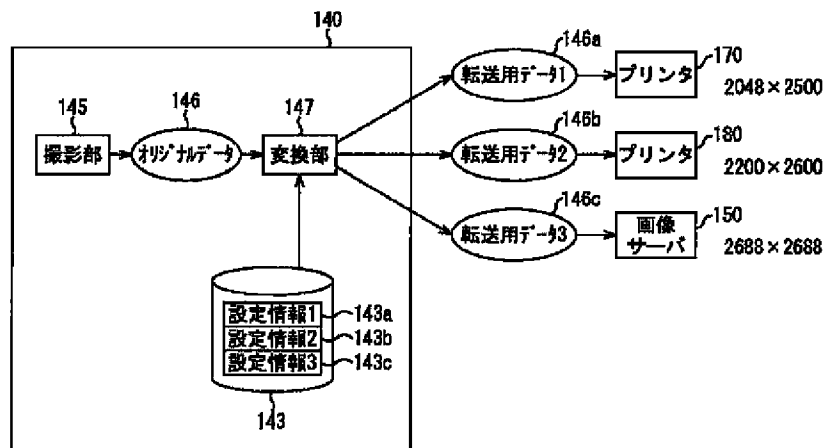 140
145
撮影部
146
オリジナルデータ
147
変換部
146a
転送用データ1
プリンタ
170
2048×2500
146b
転送用データ2
プリンタ
180
2200×2600
146c
転送用データ3
画像
サーバ
150
2688×2688
設定情報1
143a
設定情報2
143b
設定情報3
143c
143